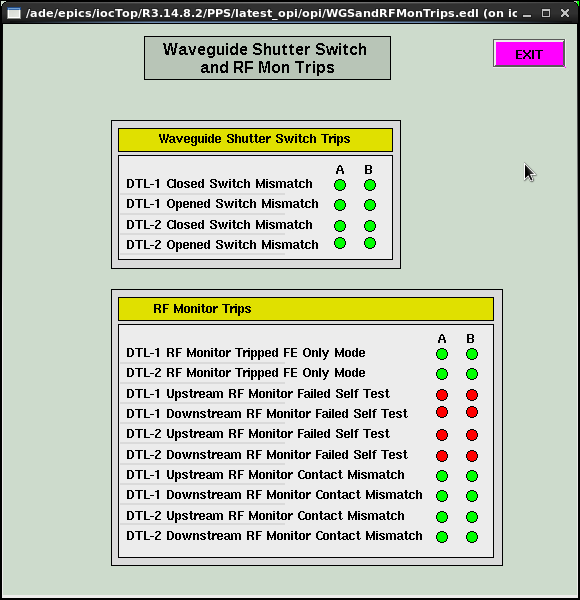 /ade/epics/iocTop/R3.14.8.2/PPS/latest_opi/opi/WGSandRFMonTrips.edl (on ic
Waveguide Shutter Switch
and RF Mon Trips
EXIT
Waveguide Shutter Switch Trips
A B
DTL-1 Closed Switch Mismatch
DTL-1 Opened Switch Mismatch
DTL-2 Closed Switch Mismatch
DTL-2 Opened Switch Mismatch
RF Monitor Trips
A B
DTL-1 RF Monitor Tripped FE Only Mode
DTL-2 RF Monitor Tripped FE Only Mode
DTL-1 Upstream RF Monitor Failed Self Test
DTL-1 Downstream RF Monitor Failed Self Test
DTL-2 Upstream RF Monitor Failed Self Test
DTL-2 Downstream RF Monitor Failed Self Test
DTL-1 Upstream RF Monitor Contact Mismatch
DTL-1 Downstream RF Monitor Contact Mismatch
DTL-2 Upstream RF Monitor Contact Mismatch
DTL-2 Downstream RF Monitor Contact Mismatch